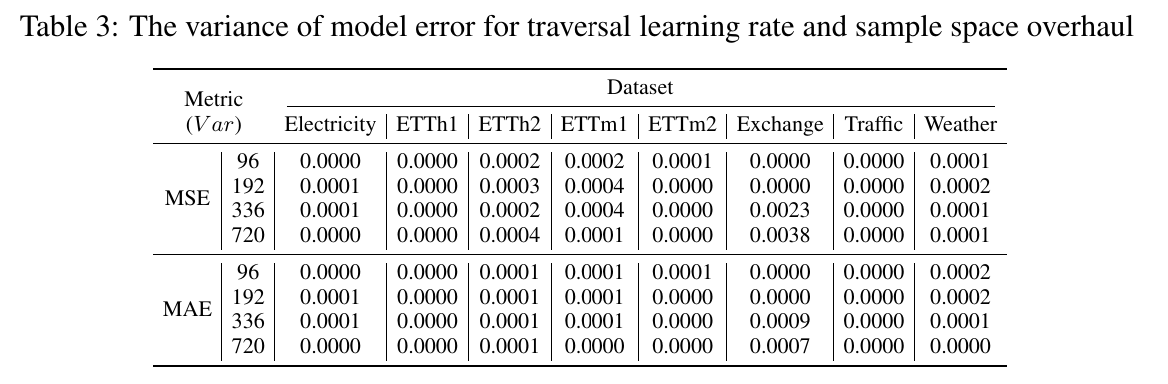 Table 3: The variance of model error for traversal learning rate and sample space overhaul
Metric (Var) Dataset
Electricity ETTh1 ETTh2 ETTm1 ETTm2 Exchange Traffic Weather
MSE
96 0.0000 0.0000 0.0002 0.0002 0.0001 0.0000 0.0000 0.0001
192 0.0001 0.0000 0.0003 0.0004 0.0000 0.0000 0.0000 0.0002
336 0.0001 0.0000 0.0002 0.0004 0.0000 0.0023 0.0000 0.0001
720 0.0000 0.0000 0.0004 0.0001 0.0000 0.0038 0.0000 0.0001
MAE
96 0.0000 0.0000 0.0001 0.0001 0.0001 0.0000 0.0000 0.0002
192 0.0001 0.0000 0.0001 0.0001 0.0000 0.0000 0.0000 0.0002
336 0.0001 0.0000 0.0001 0.0001 0.0000 0.0009 0.0000 0.0001
720 0.0000 0.0000 0.0001 0.0000 0.0000 0.0007 0.0000 0.0000